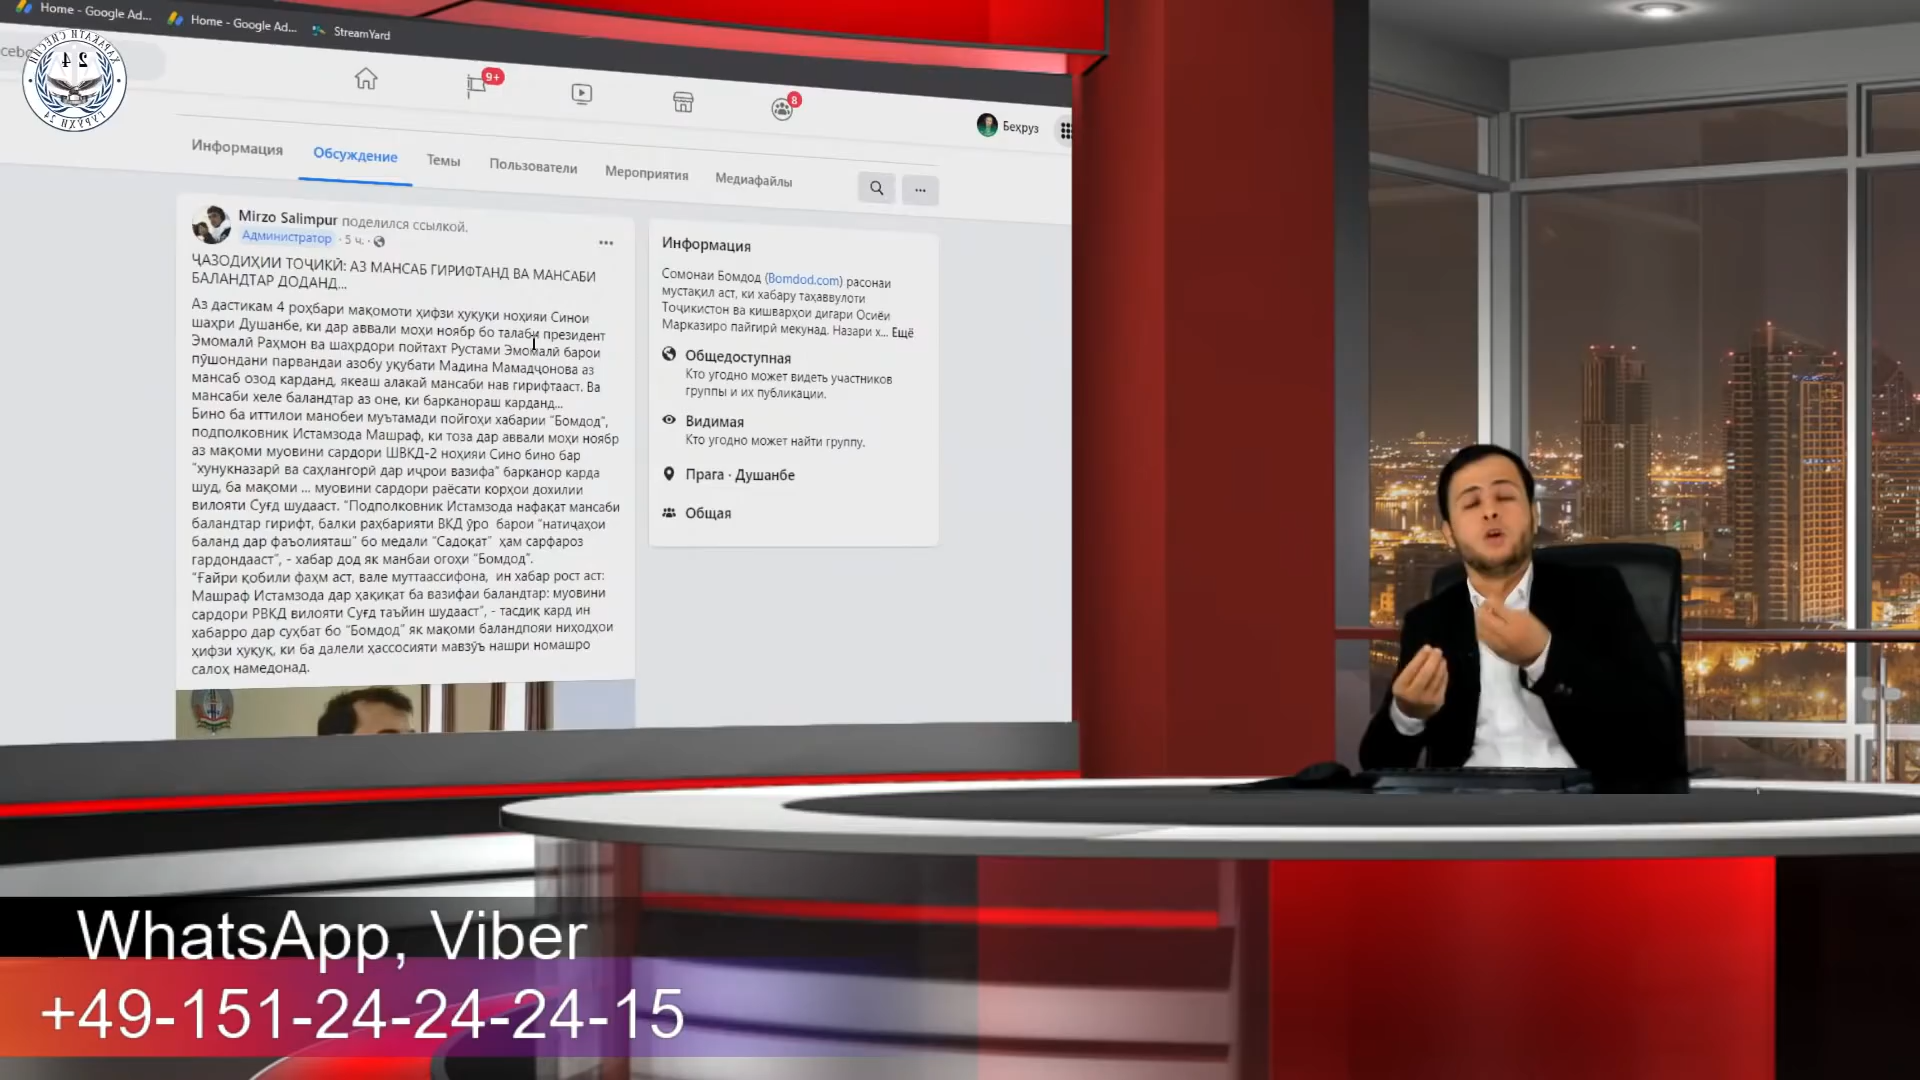 Home - Google Ad...
Home - Google Ad...
StreamYard
24
9+
8
Беҳруз
Информация
Обсуждение
Темы
Пользователи
Мероприятия
Медиафайлы
Mirzo Salimpur поделился ссылкой.
Администратор · 5 ч. ·
ҶАЗОДИҲИИ ТОҶИКӢ: АЗ МАНСАБ ГИРИФТАНД ВА МАНСАБИ
БАЛАНДТАР ДОДАНД...
Аз дастикам 4 роҳбари мақомоти ҳифзи ҳуқуқи ноҳияи Синои
шаҳри Душанбе, ки дар аввали моҳи ноябр бо талаби президент
Эмомалӣ Раҳмон ва шаҳрдори пойтахт Рустами Эмомалӣ барои
пӯшондани парвандаи азобу уқубати Мадина Мамадҷонова аз
мансаб озод карданд, якеаш алакай мансаби нав гирифтааст. Ва
мансаби хеле баландтар аз оне, ки барканораш карданд...
Бино ба иттилои манобеи муътамади пойгоҳи хабарии "Бомдод",
подполковник Истамзода Машраф, ки тоза дар аввали моҳи ноябр
аз мақоми муовини сардори ШВКД-2 ноҳияи Сино бино бар
"хунукназарӣ ва саҳлангорӣ дар иҷрои вазифа" барканор карда
шуд, ба мақоми ... муовини сардори раёсати корҳои дохилии
вилояти Суғд шудааст. "Подполковник Истамзода нафақат мансаби
баландтар гирифт, балки раҳбарияти ВКД ӯро барои "натиҷаҳои
баланд дар фаъолияташ" бо медали "Садоқат" ҳам сарфароз
гардондааст", - хабар дод як манбаи огоҳи "Бомдод".
"Ғайри қобили фаҳм аст, вале муттаассифона, ин хабар рост аст:
Машраф Истамзода дар ҳақиқат ба вазифаи баландтар: муовини
сардори РВКД вилояти Суғд таъйин шудааст", - тасдиқ кард ин
хабарро дар суҳбат бо "Бомдод" як мақоми баландпояи ниҳодҳои
ҳифзи ҳуқуқ, ки ба далели ҳассосияти мавзӯъ нашри номашро
салоҳ намедонад.
Информация
Сомонаи Бомдод (Bomdod.com) расонаи
мустақил аст, ки хабару таҳаввулоти
Тоҷикистон ва кишварҳои дигари Осиёи
Марказиро пайгирӣ мекунад. Назари х... Ещё
Общедоступная
Кто угодно может видеть участников
группы и их публикации.
Видимая
Кто угодно может найти группу.
Прага · Душанбе
Общая
WhatsApp, Viber
+49-151-24-24-24-15